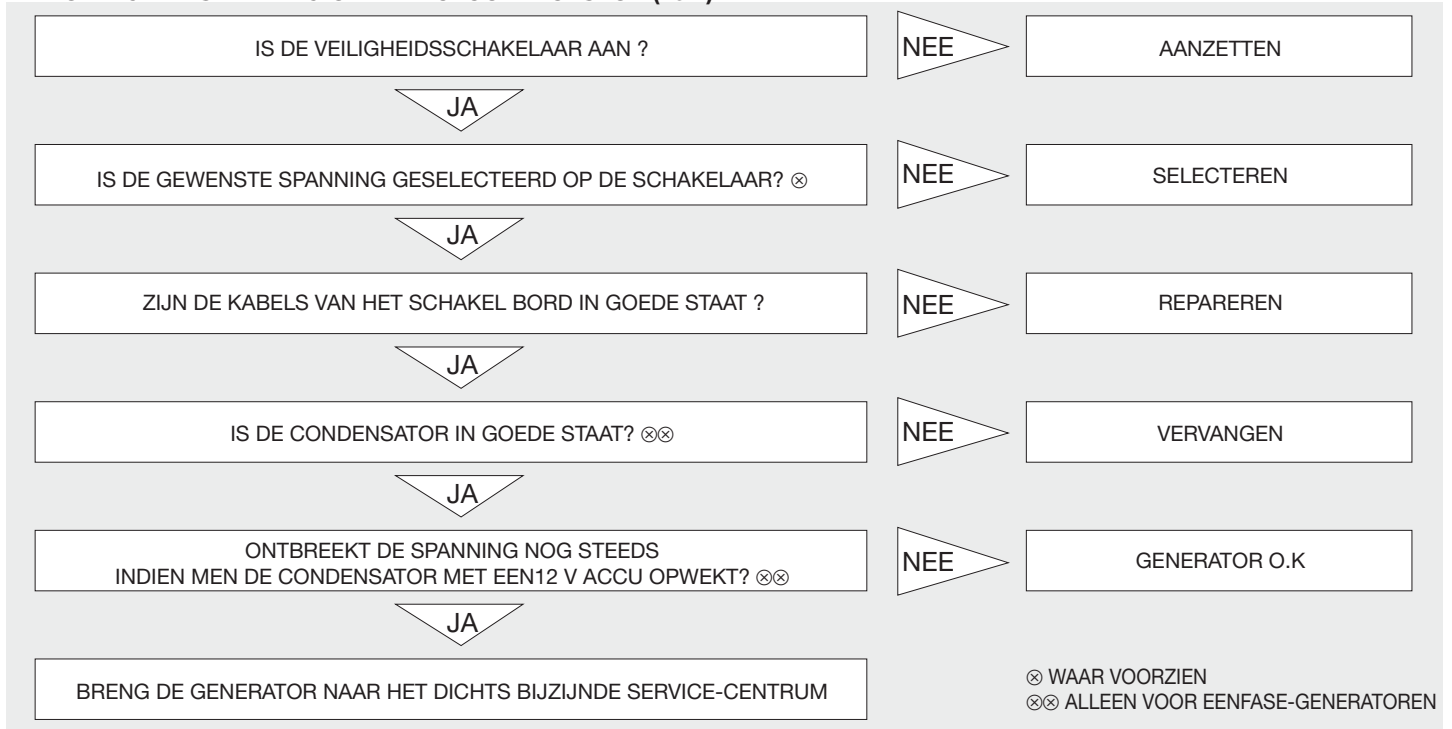 IS DE VEILIGHEIDSSCHAKELAAR AAN ?
NEE
AANZETTEN
JA
IS DE GEWENSTE SPANNING GESELECTEERD OP DE SCHAKELAAR? ⊗
NEE
SELECTEREN
JA
ZIJN DE KABELS VAN HET SCHAKEL BORD IN GOEDE STAAT ?
NEE
REPAREREN
JA
IS DE CONDENSATOR IN GOEDE STAAT? ⊗⊗
NEE
VERVANGEN
JA
ONTBREEKT DE SPANNING NOG STEEDS
INDIEN MEN DE CONDENSATOR MET EEN12 V ACCU OPWEKT? ⊗⊗
NEE
GENERATOR O.K
JA
BRENG DE GENERATOR NAAR HET DICHTS BIJZIJNDE SERVICE-CENTRUM
⊗ WAAR VOORZIEN
⊗⊗ ALLEEN VOOR EENFASE-GENERATOREN